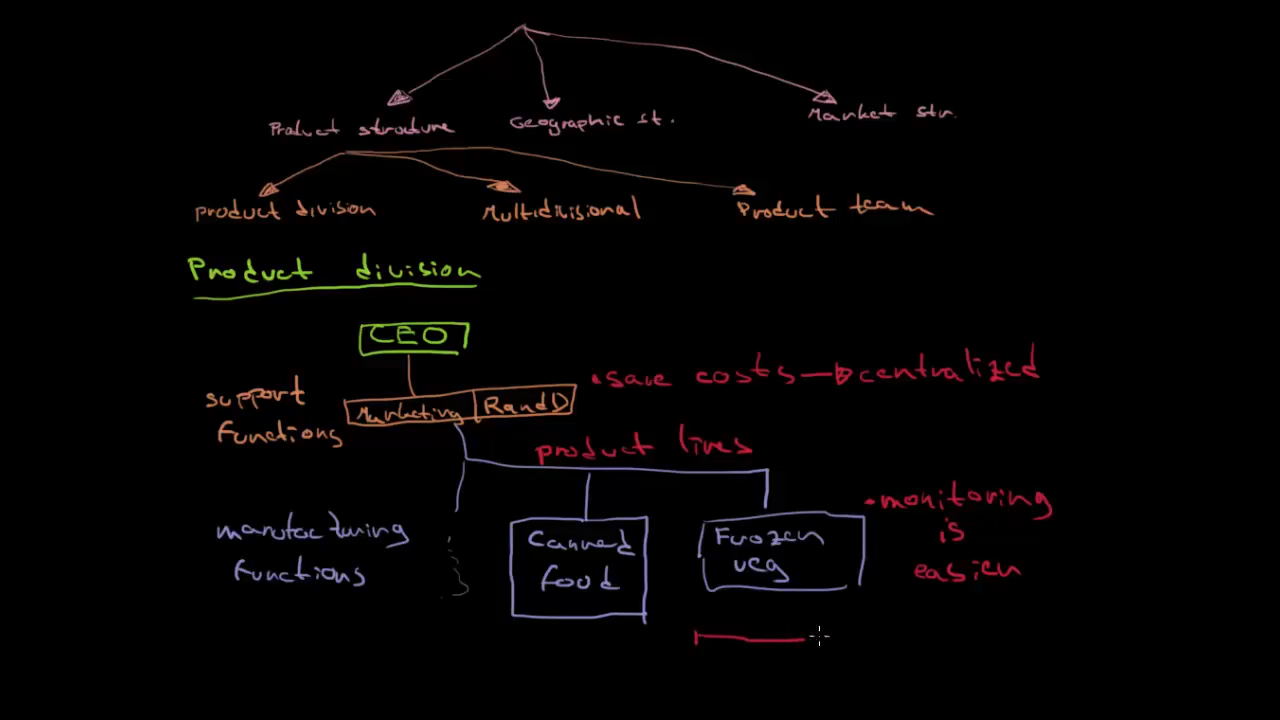 Product structure Geographic st. Market str.
product division Multidivisional Product team
Product division
CEO
support
functions
Marketing RandD
•save costs → centralized
product lines
manufacturing
functions
Canned
food
Frozen
veg
•monitoring
is
easier